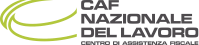 CAF
NAZIONALE
DEL LAVORO
CENTRO DI ASSISTENZA FISCALE